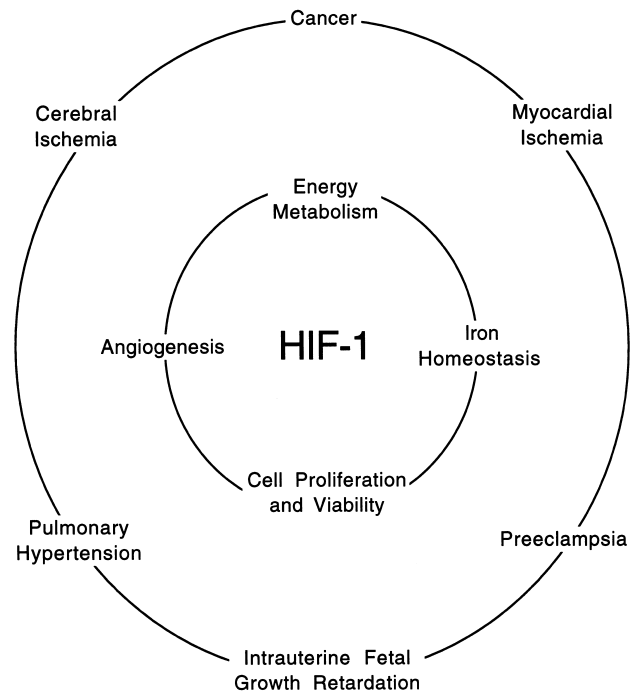 Cancer
Cerebral
Ischemia
Myocardial
Ischemia
Energy
Metabolism
Angiogenesis
HIF-1
Iron
Homeostasis
Cell Proliferation
and Viability
Pulmonary
Hypertension
Preeclampsia
Intrauterine Fetal
Growth Retardation